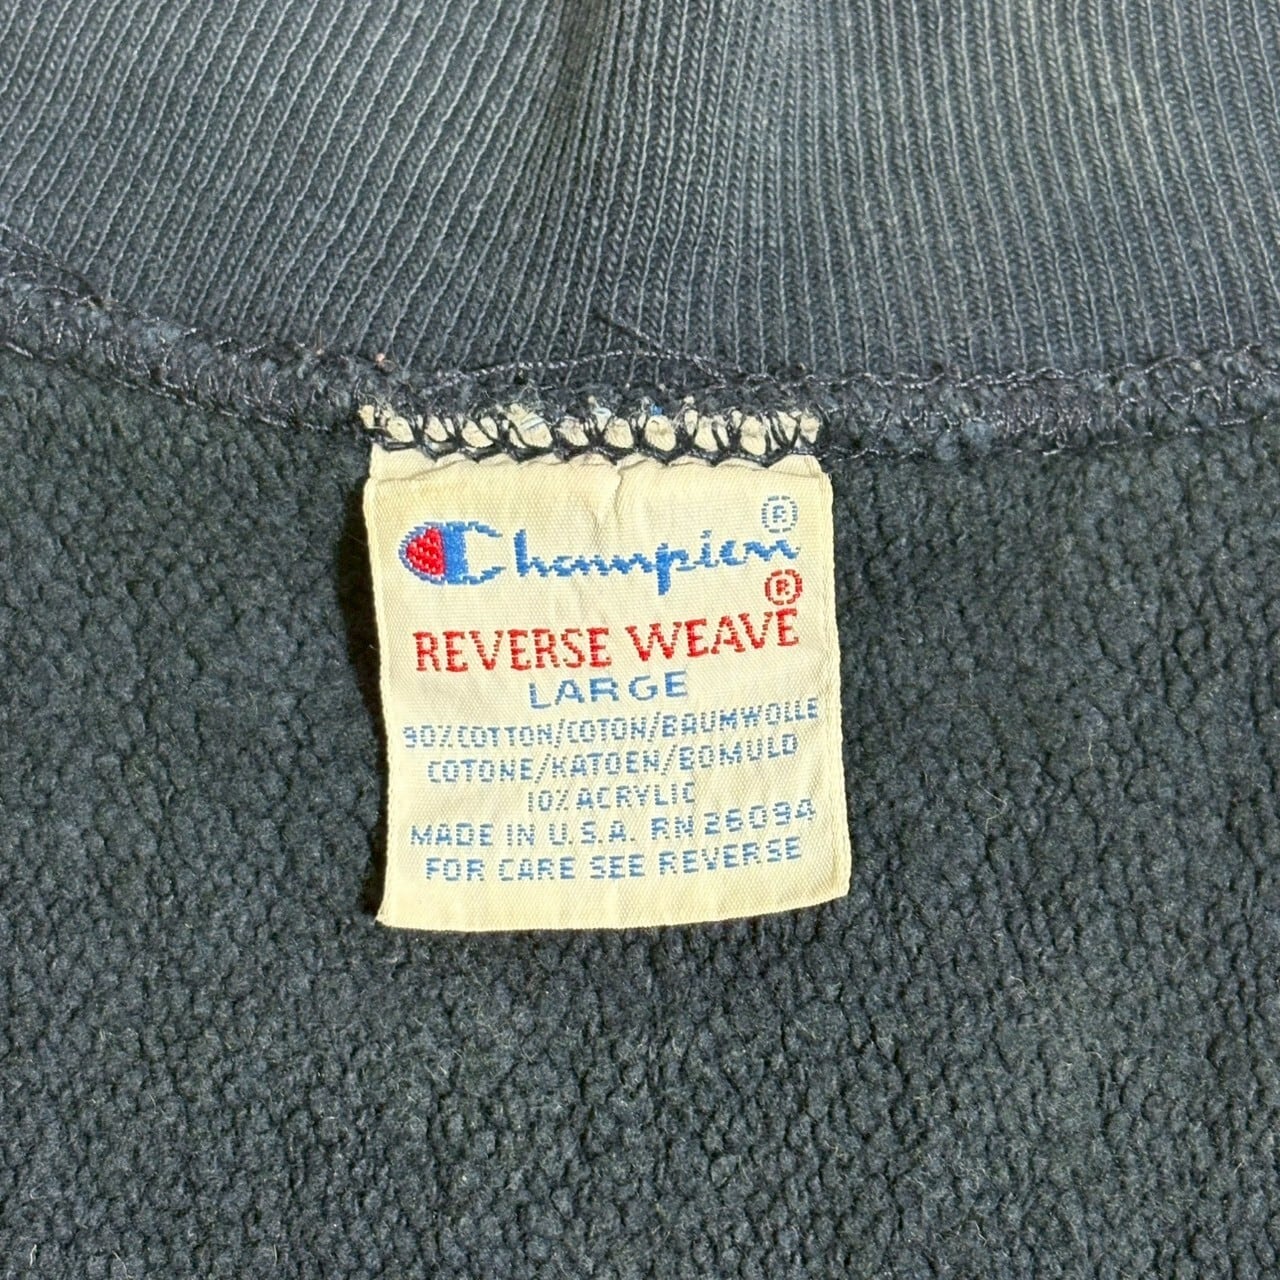 Champion®
REVERSE WEAVE®
LARGE
90% COTTON/COTON/BAUMWOLLE
COTONE/KATOEN/BOMULD
10% ACRYLIC
MADE IN U.S.A. RN 26094
FOR CARE SEE REVERSE